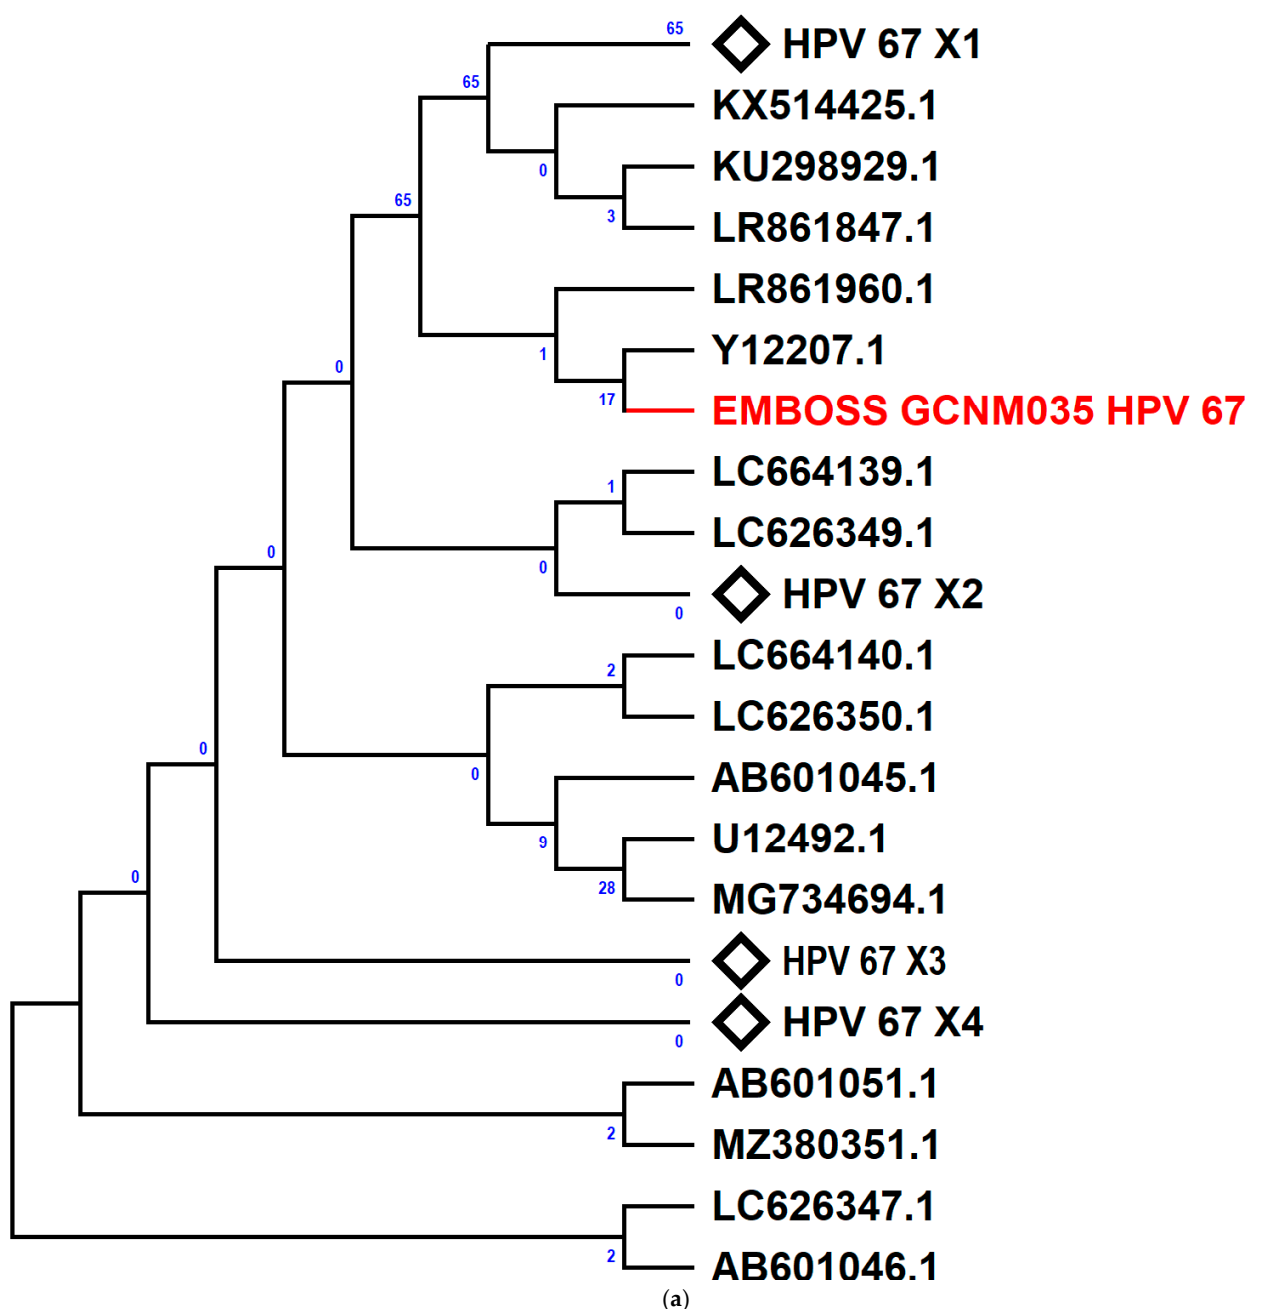 65
HPV 67 X1
65
KX514425.1
0
KU298929.1
65
3
LR861847.1
LR861960.1
1
Y12207.1
0
17
EMBOSS GCNM035 HPV 67
1
LC664139.1
LC626349.1
0
0
HPV 67 X2
0
2
LC664140.1
LC626350.1
0
0
AB601045.1
9
U12492.1
0
28
MG734694.1
HPV 67 X3
0
HPV 67 X4
0
AB601051.1
2
MZ380351.1
LC626347.1
2
AB601046.1
(a)